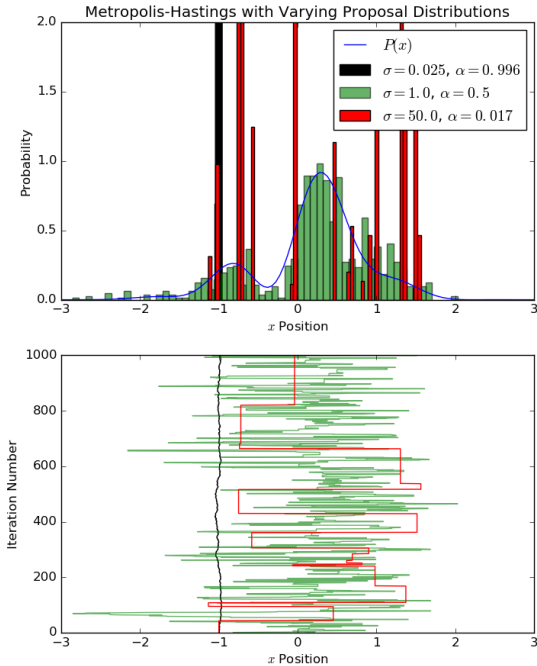 Metropolis-Hastings with Varying Proposal Distributions
2.0
1.5
1.0
0.5
0.0
Probability
P(x)
σ=0.025, α=0.996
σ=1.0, α=0.5
σ=50.0, α=0.017
−3 −2 −1 0 1 2 3
x Position
1000
800
600
400
200
0
Iteration Number
−3 −2 −1 0 1 2 3
x Position